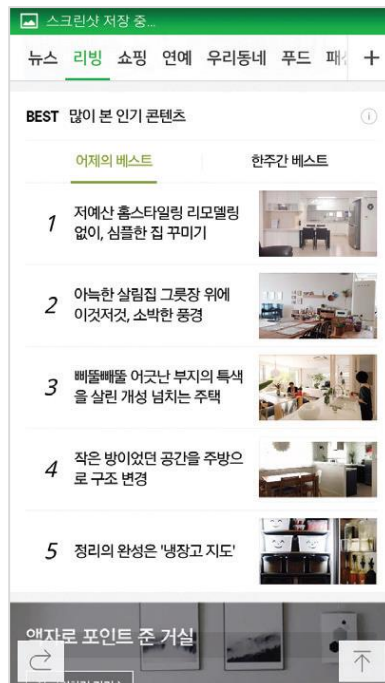 스크린샷 저장 중...
뉴스 리빙 쇼핑 연예 우리동네 푸드
BEST 많이 본 인기 콘텐츠
어제의 베스트 한주간 베스트
1 저예산 홈스타일링 리모델링
없이, 심플한 집 꾸미기
2 아늑한 살림집 그릇장 위에
이것저것, 소박한 풍경
3 삐뚤빼뚤 어긋난 부지의 특색
을 살린 개성 넘치는 주택
4 작은 방이었던 공간을 주방으
로 구조 변경
5 정리의 완성은 '냉장고 지도'
액자로 포인트 준 거실